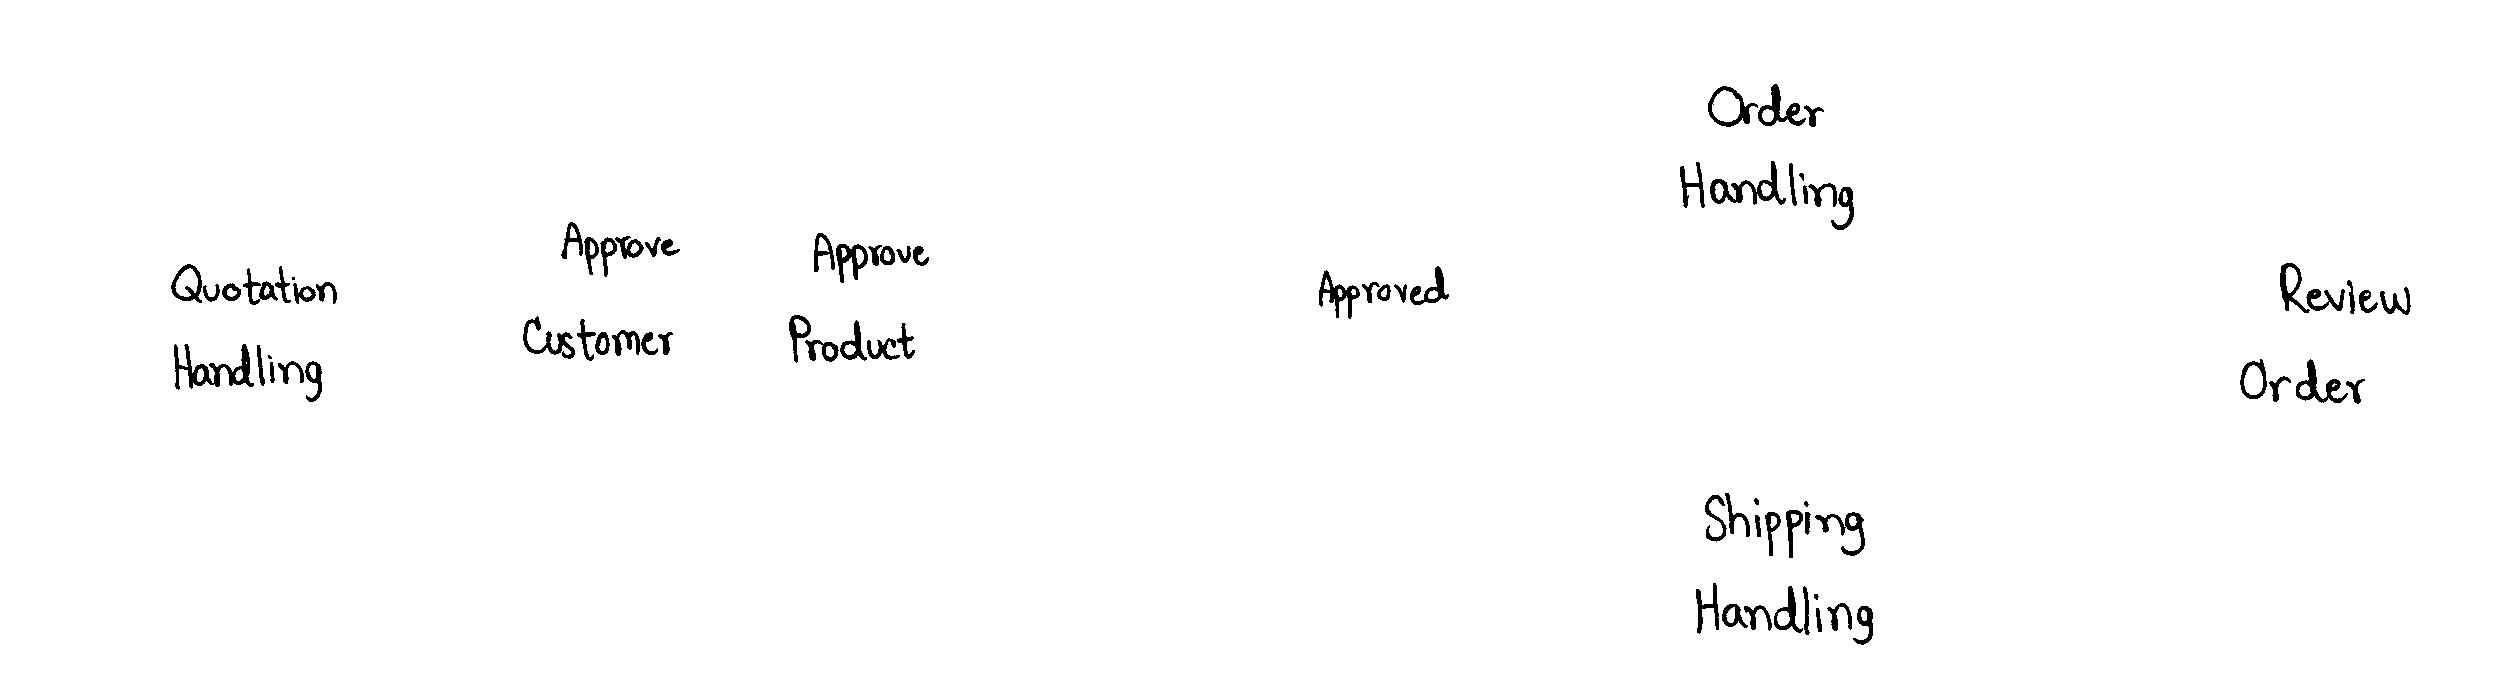 Quotation
Handling
Approve
Customer
Approve
Product
Approved
Order
Handling
Shipping
Handling
Review
Order